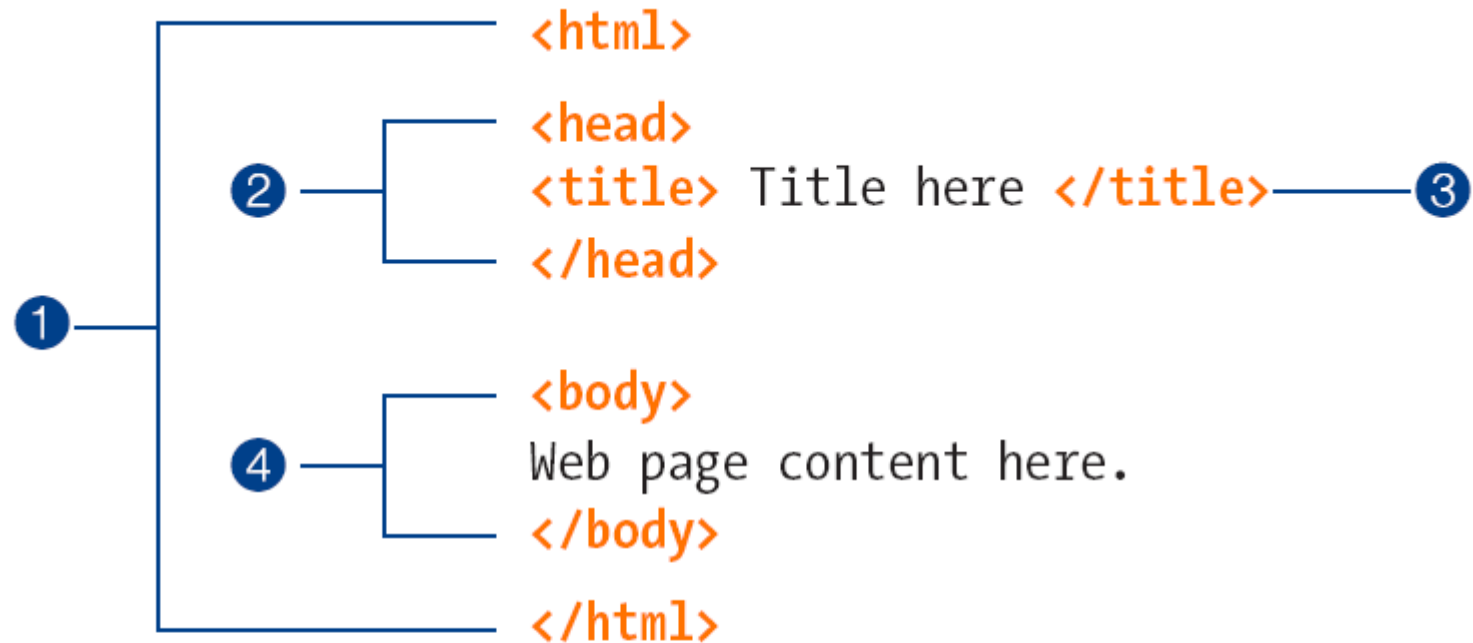 <html>
<head>
2
<title> Title here </title>
3
</head>
1
<body>
4
Web page content here.
</body>
</html>